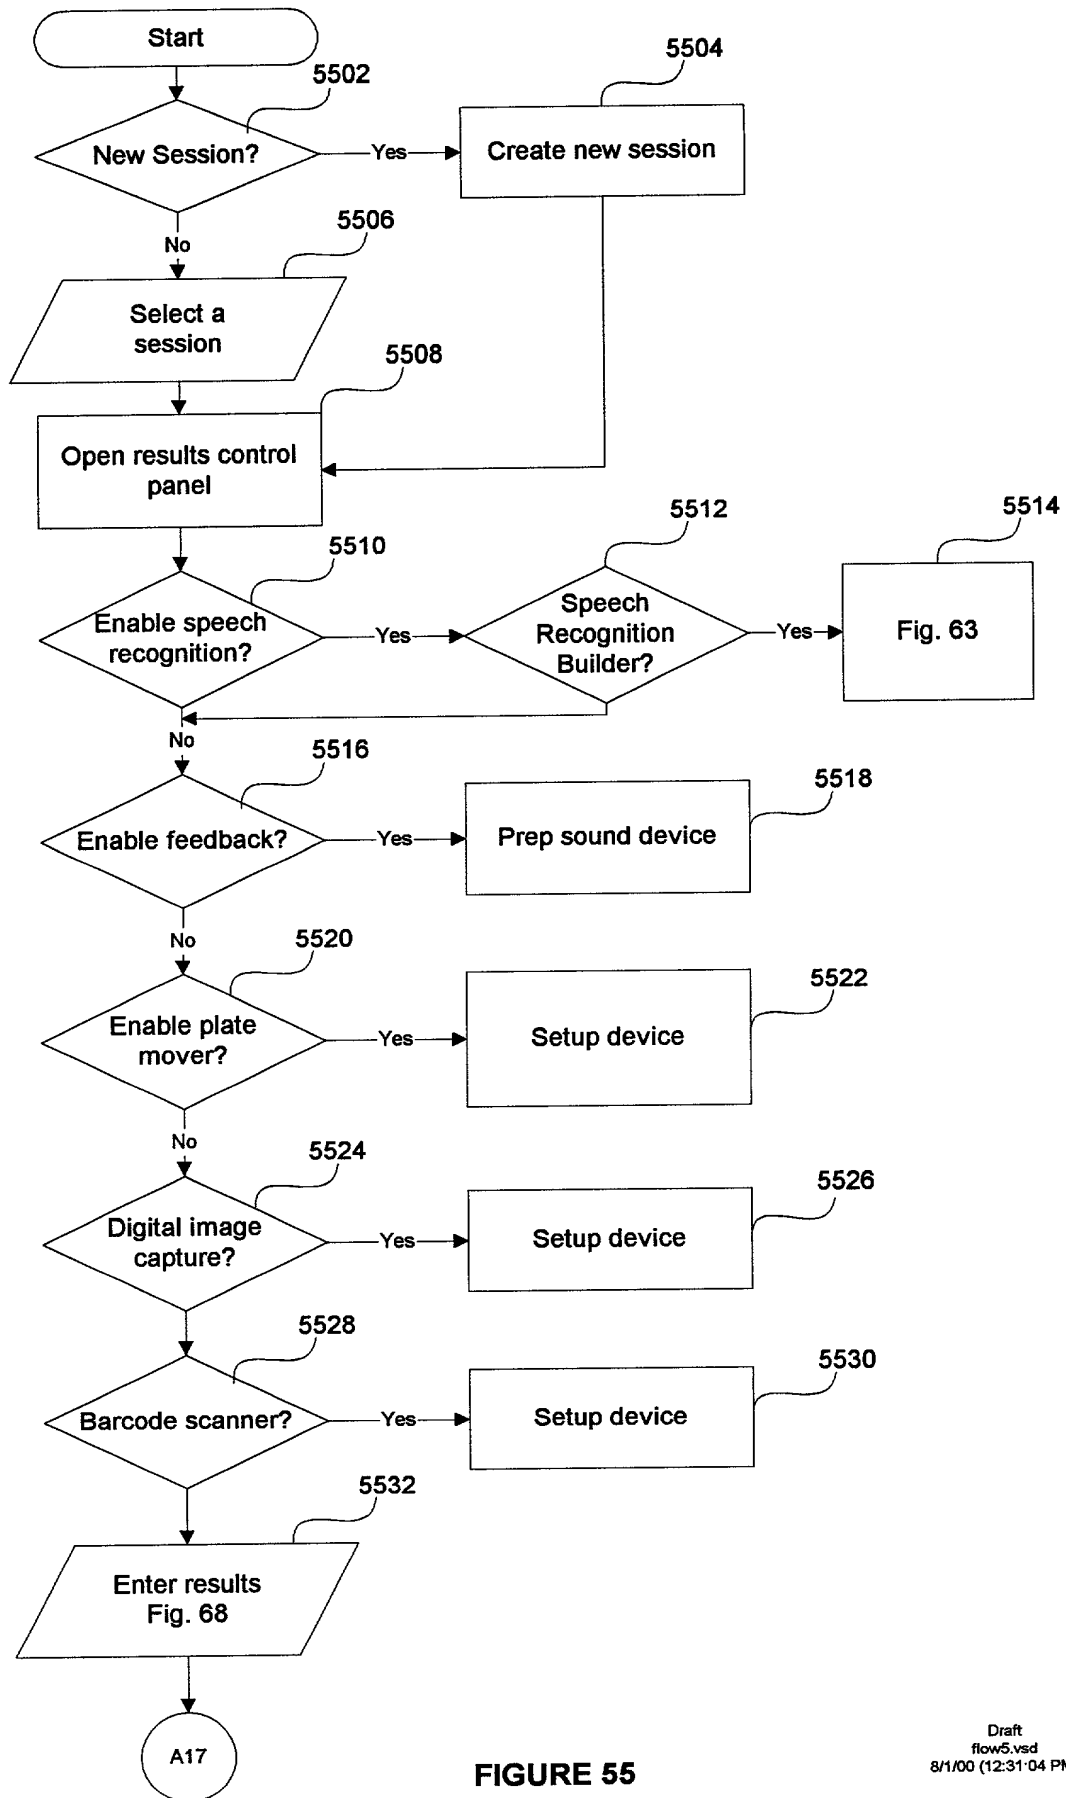 Start
5502
5504
New Session?
Yes
Create new session
No
5506
Select a
session
5508
Open results control
panel
5510
5512
5514
Enable speech
recognition?
Yes
Speech
Recognition
Builder?
Yes
Fig. 63
No
5516
5518
Enable feedback?
Yes
Prep sound device
No
5520
5522
Enable plate
mover?
Yes
Setup device
No
5524
5526
Digital image
capture?
Yes
Setup device
5528
5530
Barcode scanner?
Yes
Setup device
5532
Enter results
Fig. 68
A17
FIGURE 55
Draft
flow5.vsd
8/1/00 (12:31:04 PM